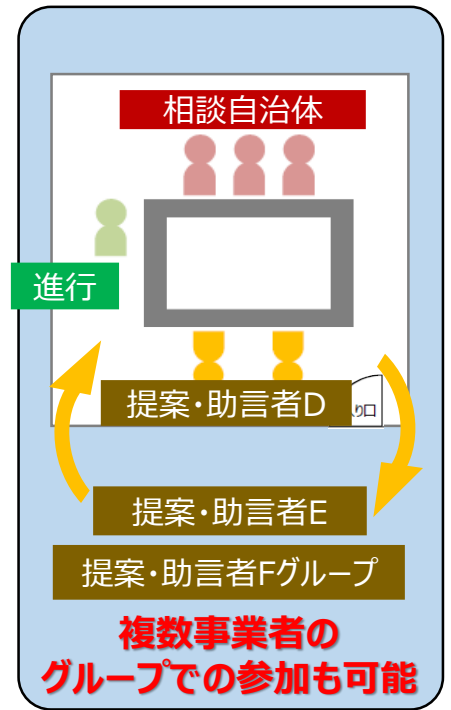 相談自治体
進行
提案・助言者D
り口
提案・助言者E
提案・助言者Fグループ
複数事業者の
グループでの参加も可能